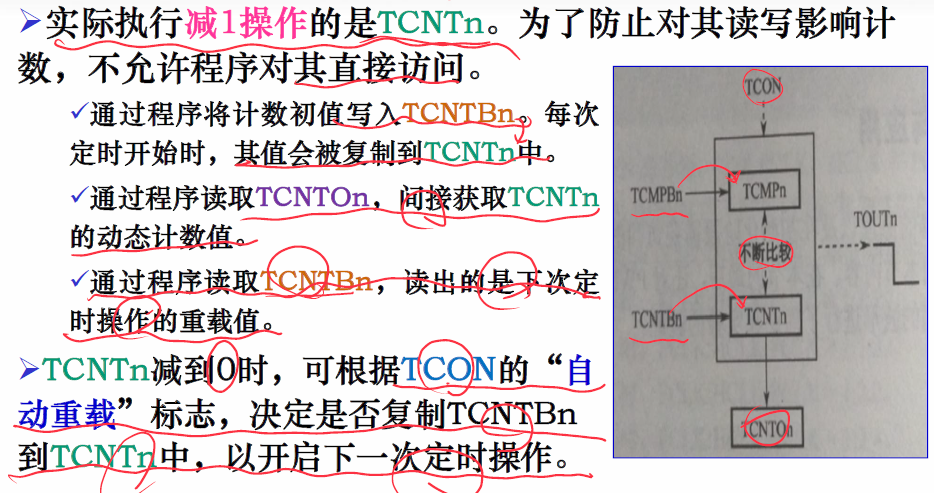 ➢实际执行减1操作的是TCNTn。为了防止对其读写影响计
数，不允许程序对其直接访问。
✓通过程序将计数初值写入TCNTBn。每次
定时开始时，其值会被复制到TCNTn中。
✓通过程序读取TCNTOn，间接获取TCNTn
的动态计数值。
✓通过程序读取TCNTBn，读出的是下次定
时操作的重载值。
➢TCNTn减到0时，可根据TCON的“自
动重载”标志，决定是否复制TCNTBn
到TCNTn中，以开启下一次定时操作。
TCON
TCMPBn
TCMPn
TOUTn
不断比较
TCNTBn
TCNTn
TCNTOn